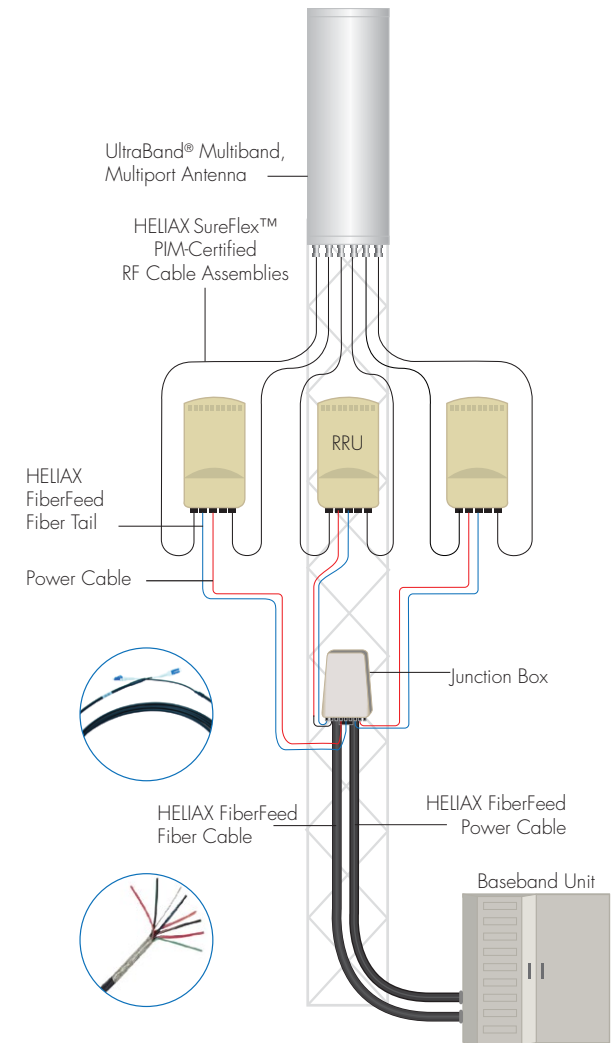 UltraBand® Multiband,
Multiport Antenna
HELIAX SureFlex™
PIM-Certified
RF Cable Assemblies
RRU
HELIAX
FiberFeed
Fiber Tail
Power Cable
Junction Box
HELIAX FiberFeed
Fiber Cable
HELIAX FiberFeed
Power Cable
Baseband Unit